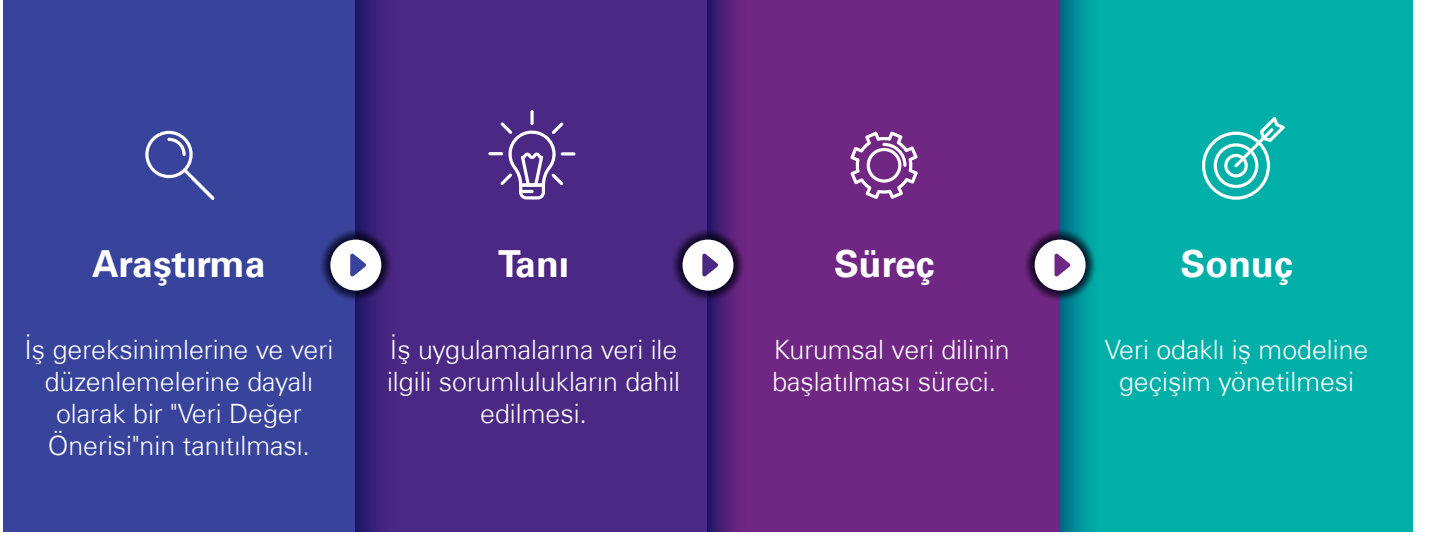 Araştırma
İş gereksinimlerine ve veri
düzenlemelerine dayalı
olarak bir "Veri Değer
Önerisi"nin tanıtılması.
Tanı
İş uygulamalarına veri ile
ilgili sorumlulukların dahil
edilmesi.
Süreç
Kurumsal veri dilinin
başlatılması süreci.
Sonuç
Veri odaklı iş modeline
geçişim yönetilmesi